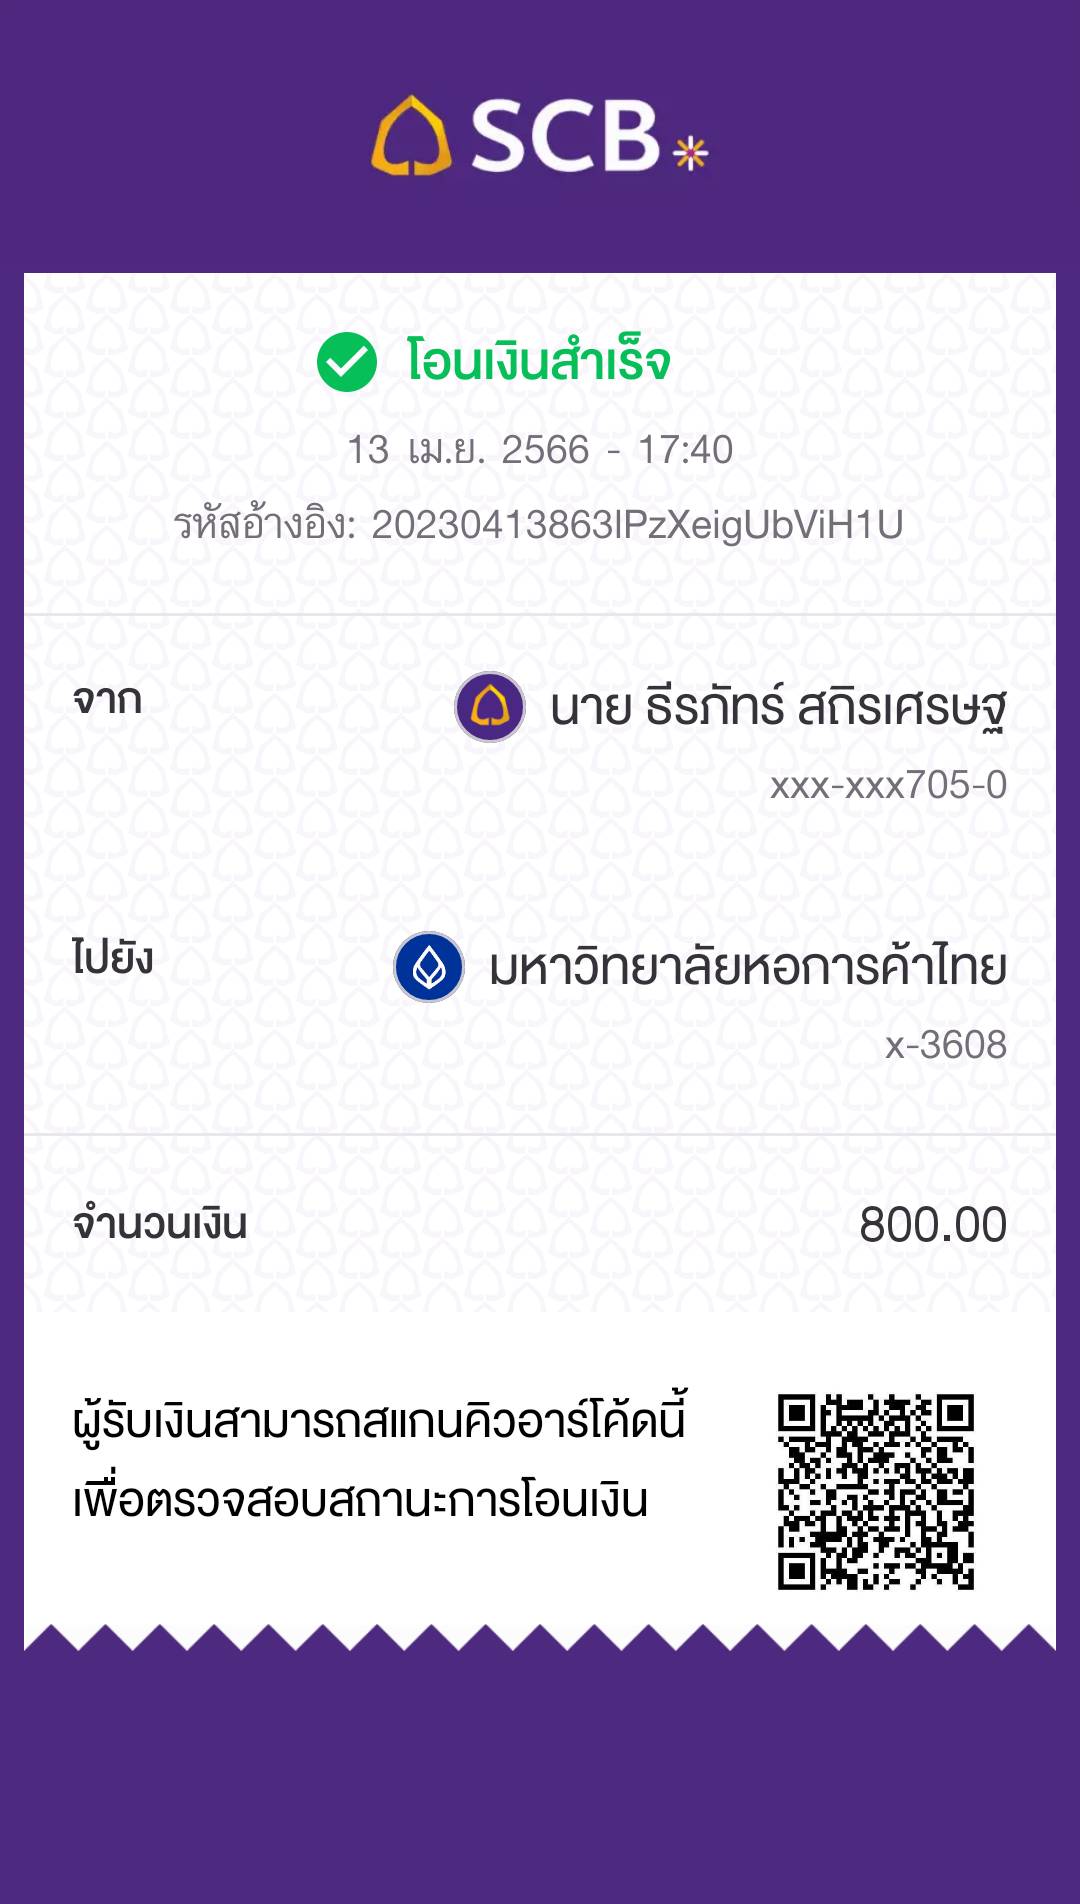 SCB
โอนเงินสำเร็จ
13 เม.ย. 2566 - 17:40
รหัสอ้างอิง: 20230413863IPzXeigUbViH1U
จาก
นาย ธีรภัทร์ สถิรเศรษฐ
xxx-xxx705-0
ไปยัง
มหาวิทยาลัยหอการค้าไทย
x-3608
จำนวนเงิน
800.00
ผู้รับเงินสามารถสแกนคิวอาร์โค้ดนี้
เพื่อตรวจสอบสถานะการโอนเงิน